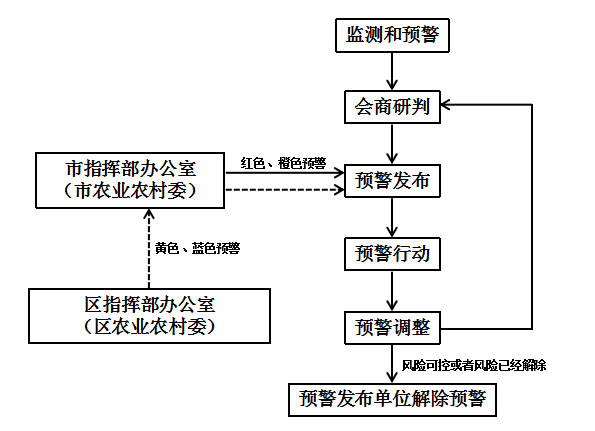 监测和预警
会商研判
红色、橙色预警
市指挥部办公室
（市农业农村委）
预警发布
黄色、蓝色预警
预警行动
区指挥部办公室
（区农业农村委）
预警调整
风险可控或者风险已经解除
预警发布单位解除预警